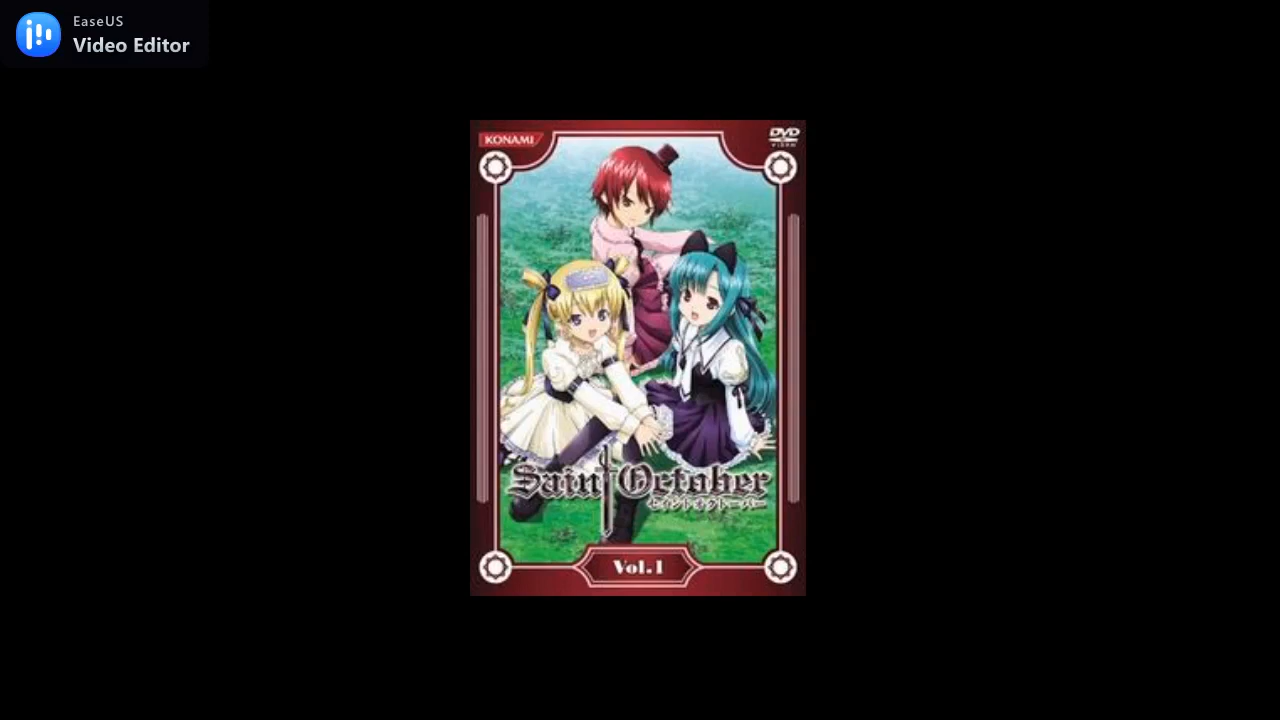 EaseUS
Video Editor
KONAMI
DVD
VIDEO
Saint October
セイントオクトーバー
Vol.1